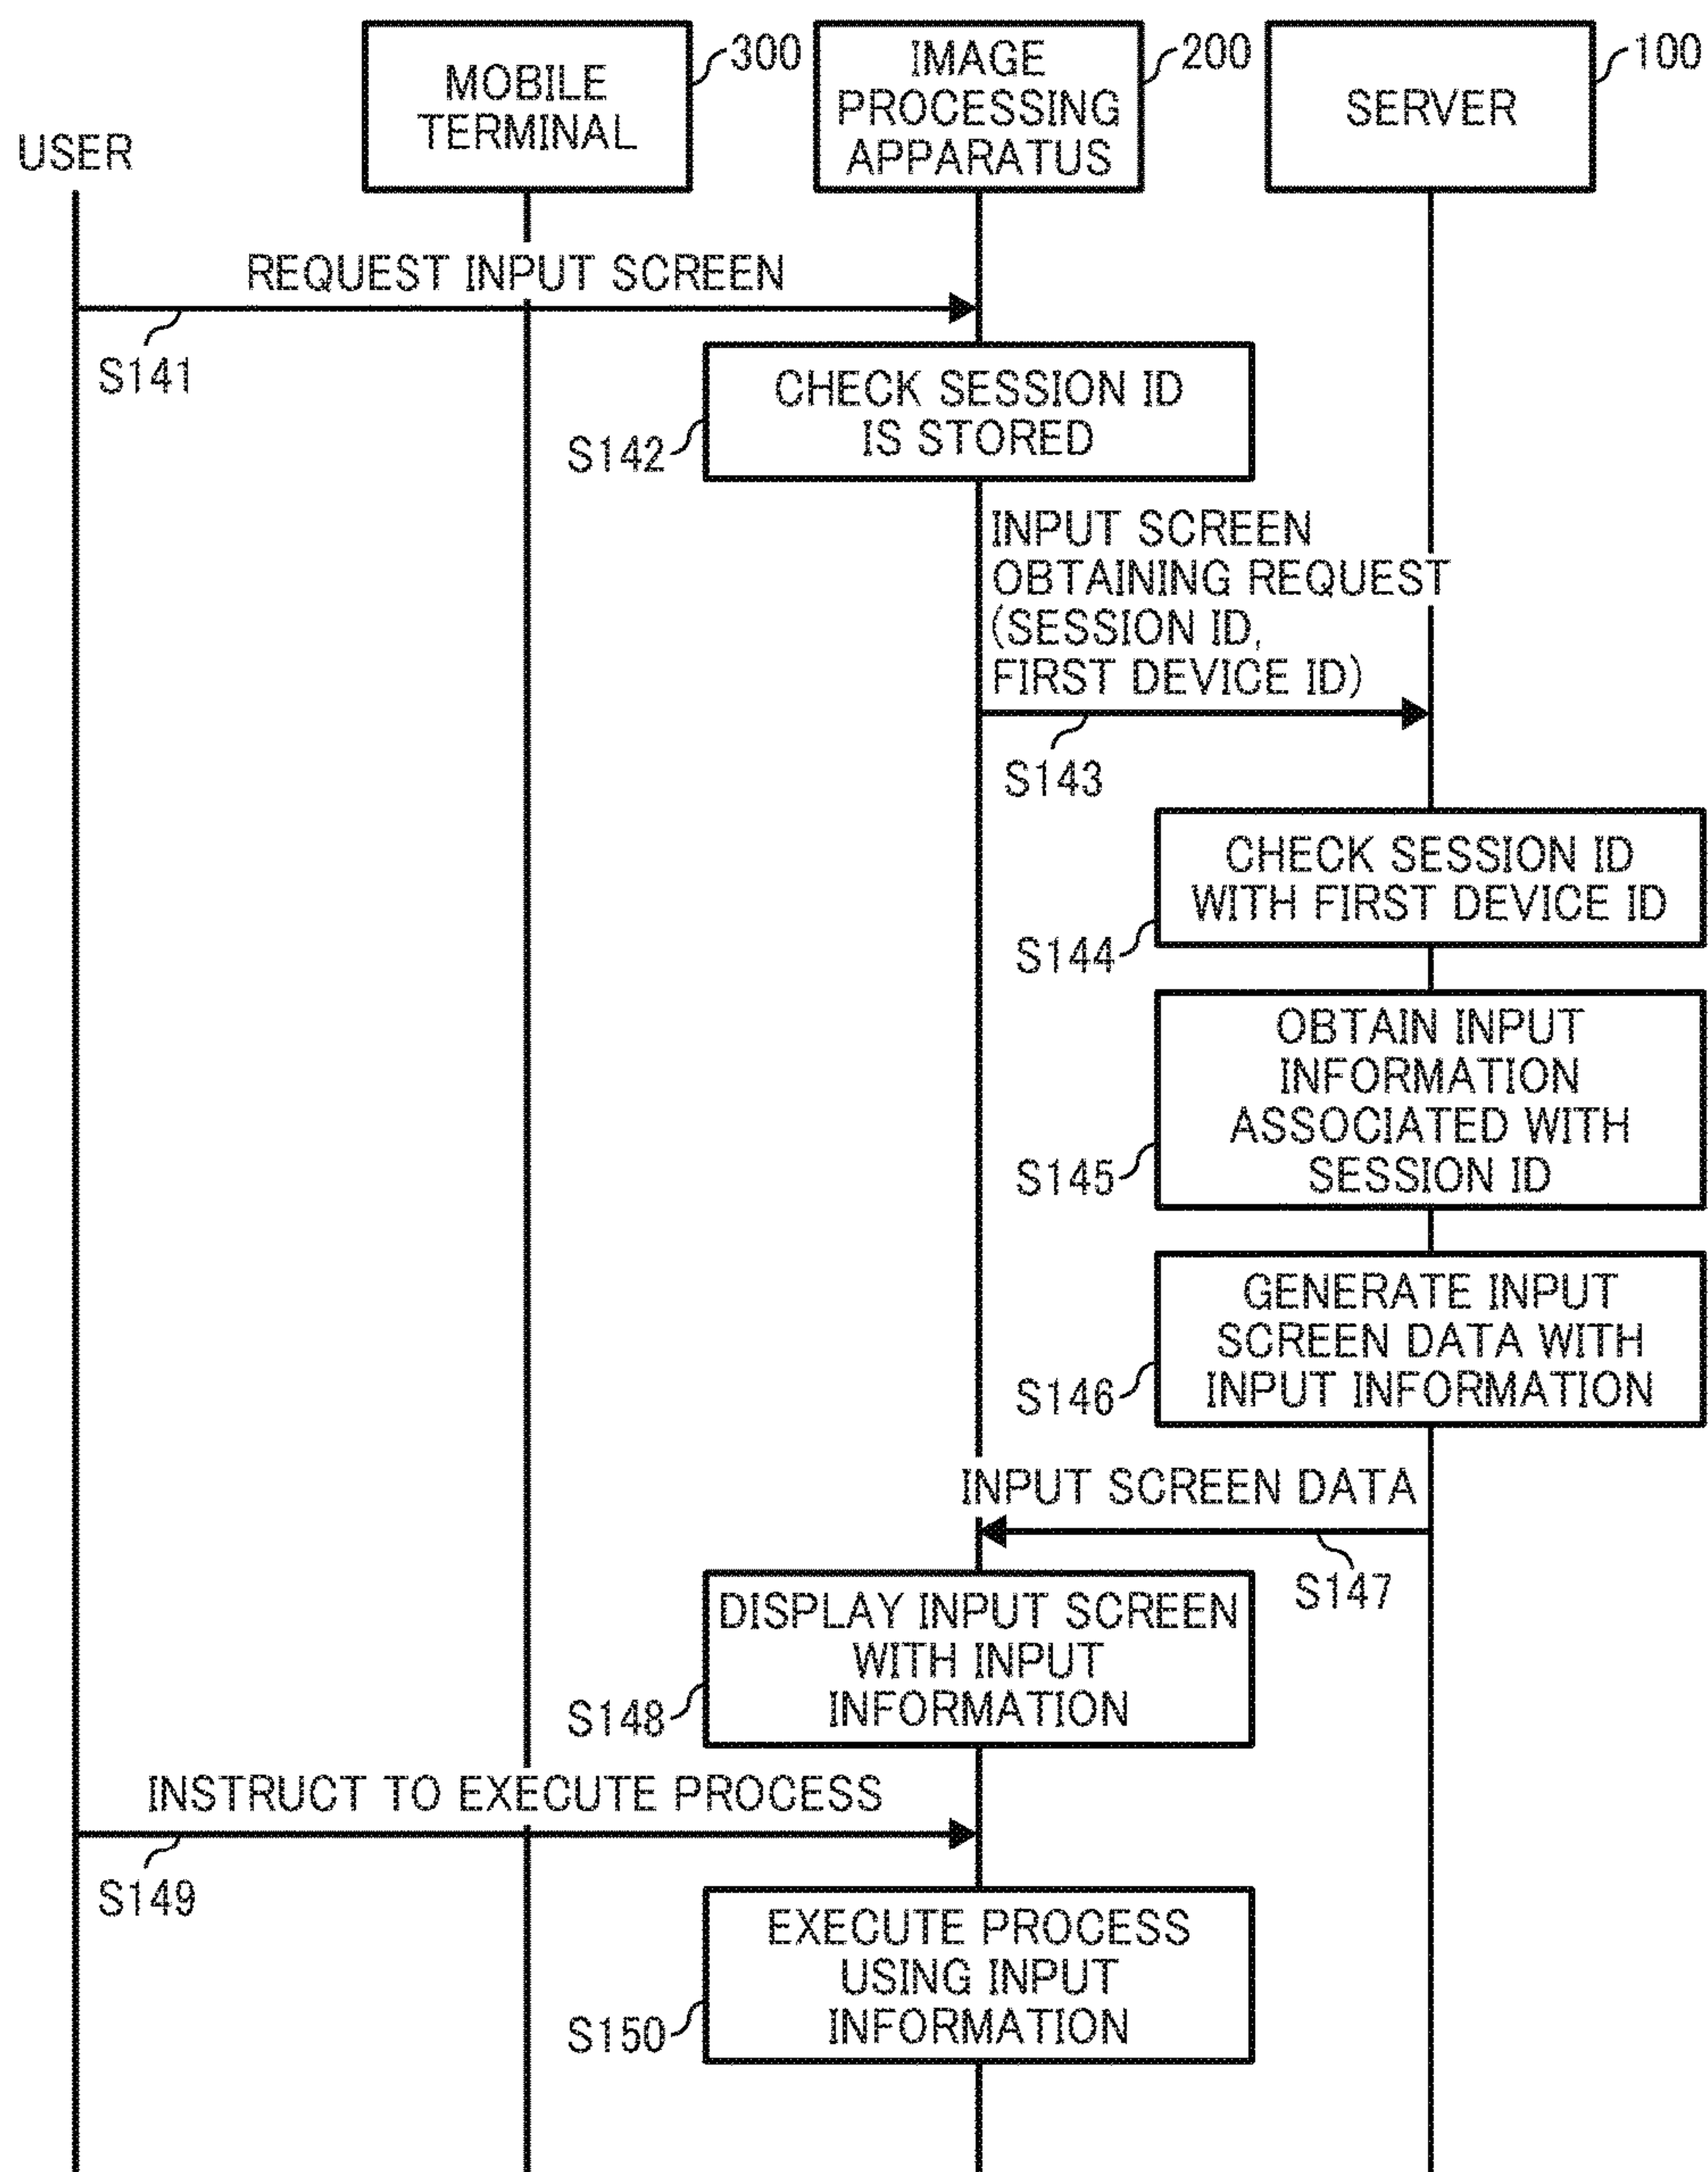 USER
MOBILE
TERMINAL
300
IMAGE
PROCESSING
APPARATUS
200
SERVER
100
REQUEST INPUT SCREEN
S141
CHECK SESSION ID
IS STORED
S142
INPUT SCREEN
OBTAINING REQUEST
(SESSION ID,
FIRST DEVICE ID)
S143
CHECK SESSION ID
WITH FIRST DEVICE ID
S144
OBTAIN INPUT
INFORMATION
ASSOCIATED WITH
SESSION ID
S145
GENERATE INPUT
SCREEN DATA WITH
INPUT INFORMATION
S146
INPUT SCREEN DATA
S147
DISPLAY INPUT SCREEN
WITH INPUT
INFORMATION
S148
INSTRUCT TO EXECUTE PROCESS
S149
EXECUTE PROCESS
USING INPUT
INFORMATION
S150